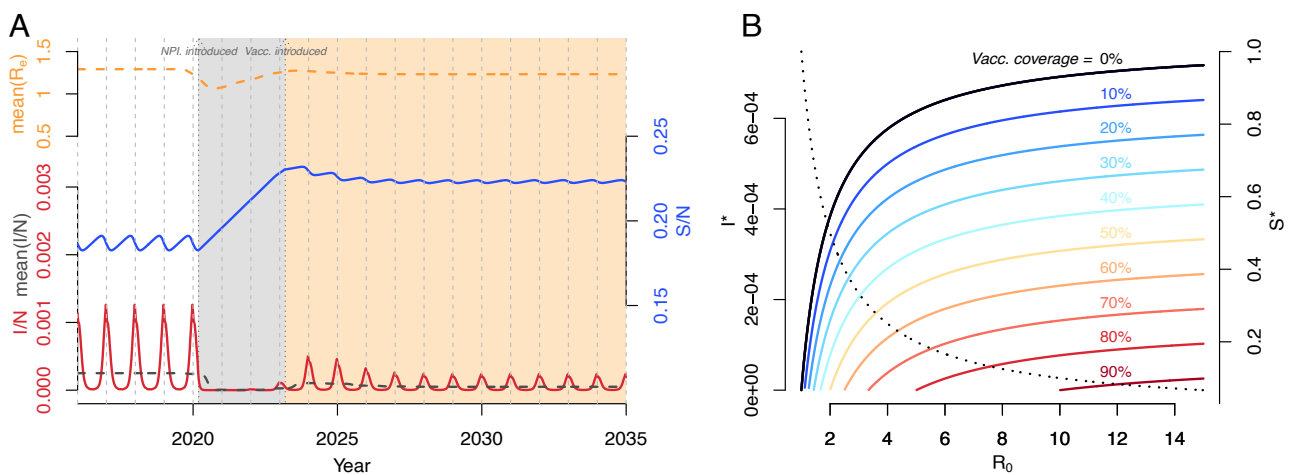 A
NPI. introduced
Vacc. introduced
mean(Re)
0.5
1
1.5
I/N
mean(I/N)
0.000
0.001
0.002
0.003
S/N
0.15
0.20
0.25
2020
2025
2030
2035
Year
B
Vacc. coverage = 0%
10%
20%
30%
40%
50%
60%
70%
80%
90%
I*
0e+00
2e−04
4e−04
6e−04
S*
0.2
0.4
0.6
0.8
1.0
2
4
6
8
10
12
14
R0